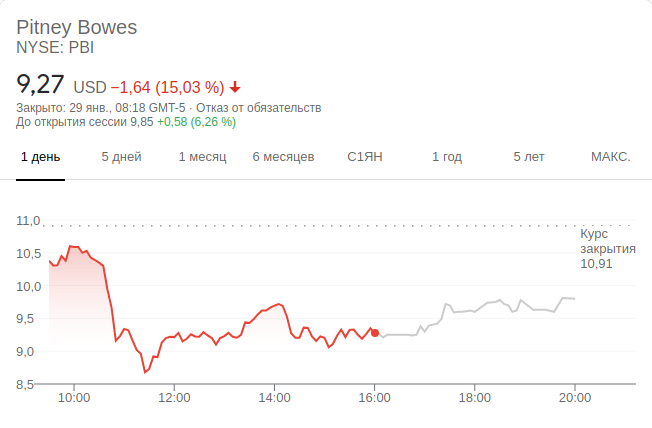 Pitney Bowes
NYSE: PBI
9,27 USD −1,64 (15,03 %)
Закрыто: 29 янв., 08:18 GMT-5 · Отказ от обязательств
До открытия сессии 9,85 +0,58 (6,26 %)
1 день 5 дней 1 месяц 6 месяцев С1ЯН 1 год 5 лет МАКС.
11,0
Курс
закрытия
10,91
10,5
10,0
9,5
9,0
8,5
10:00 12:00 14:00 16:00 18:00 20:00